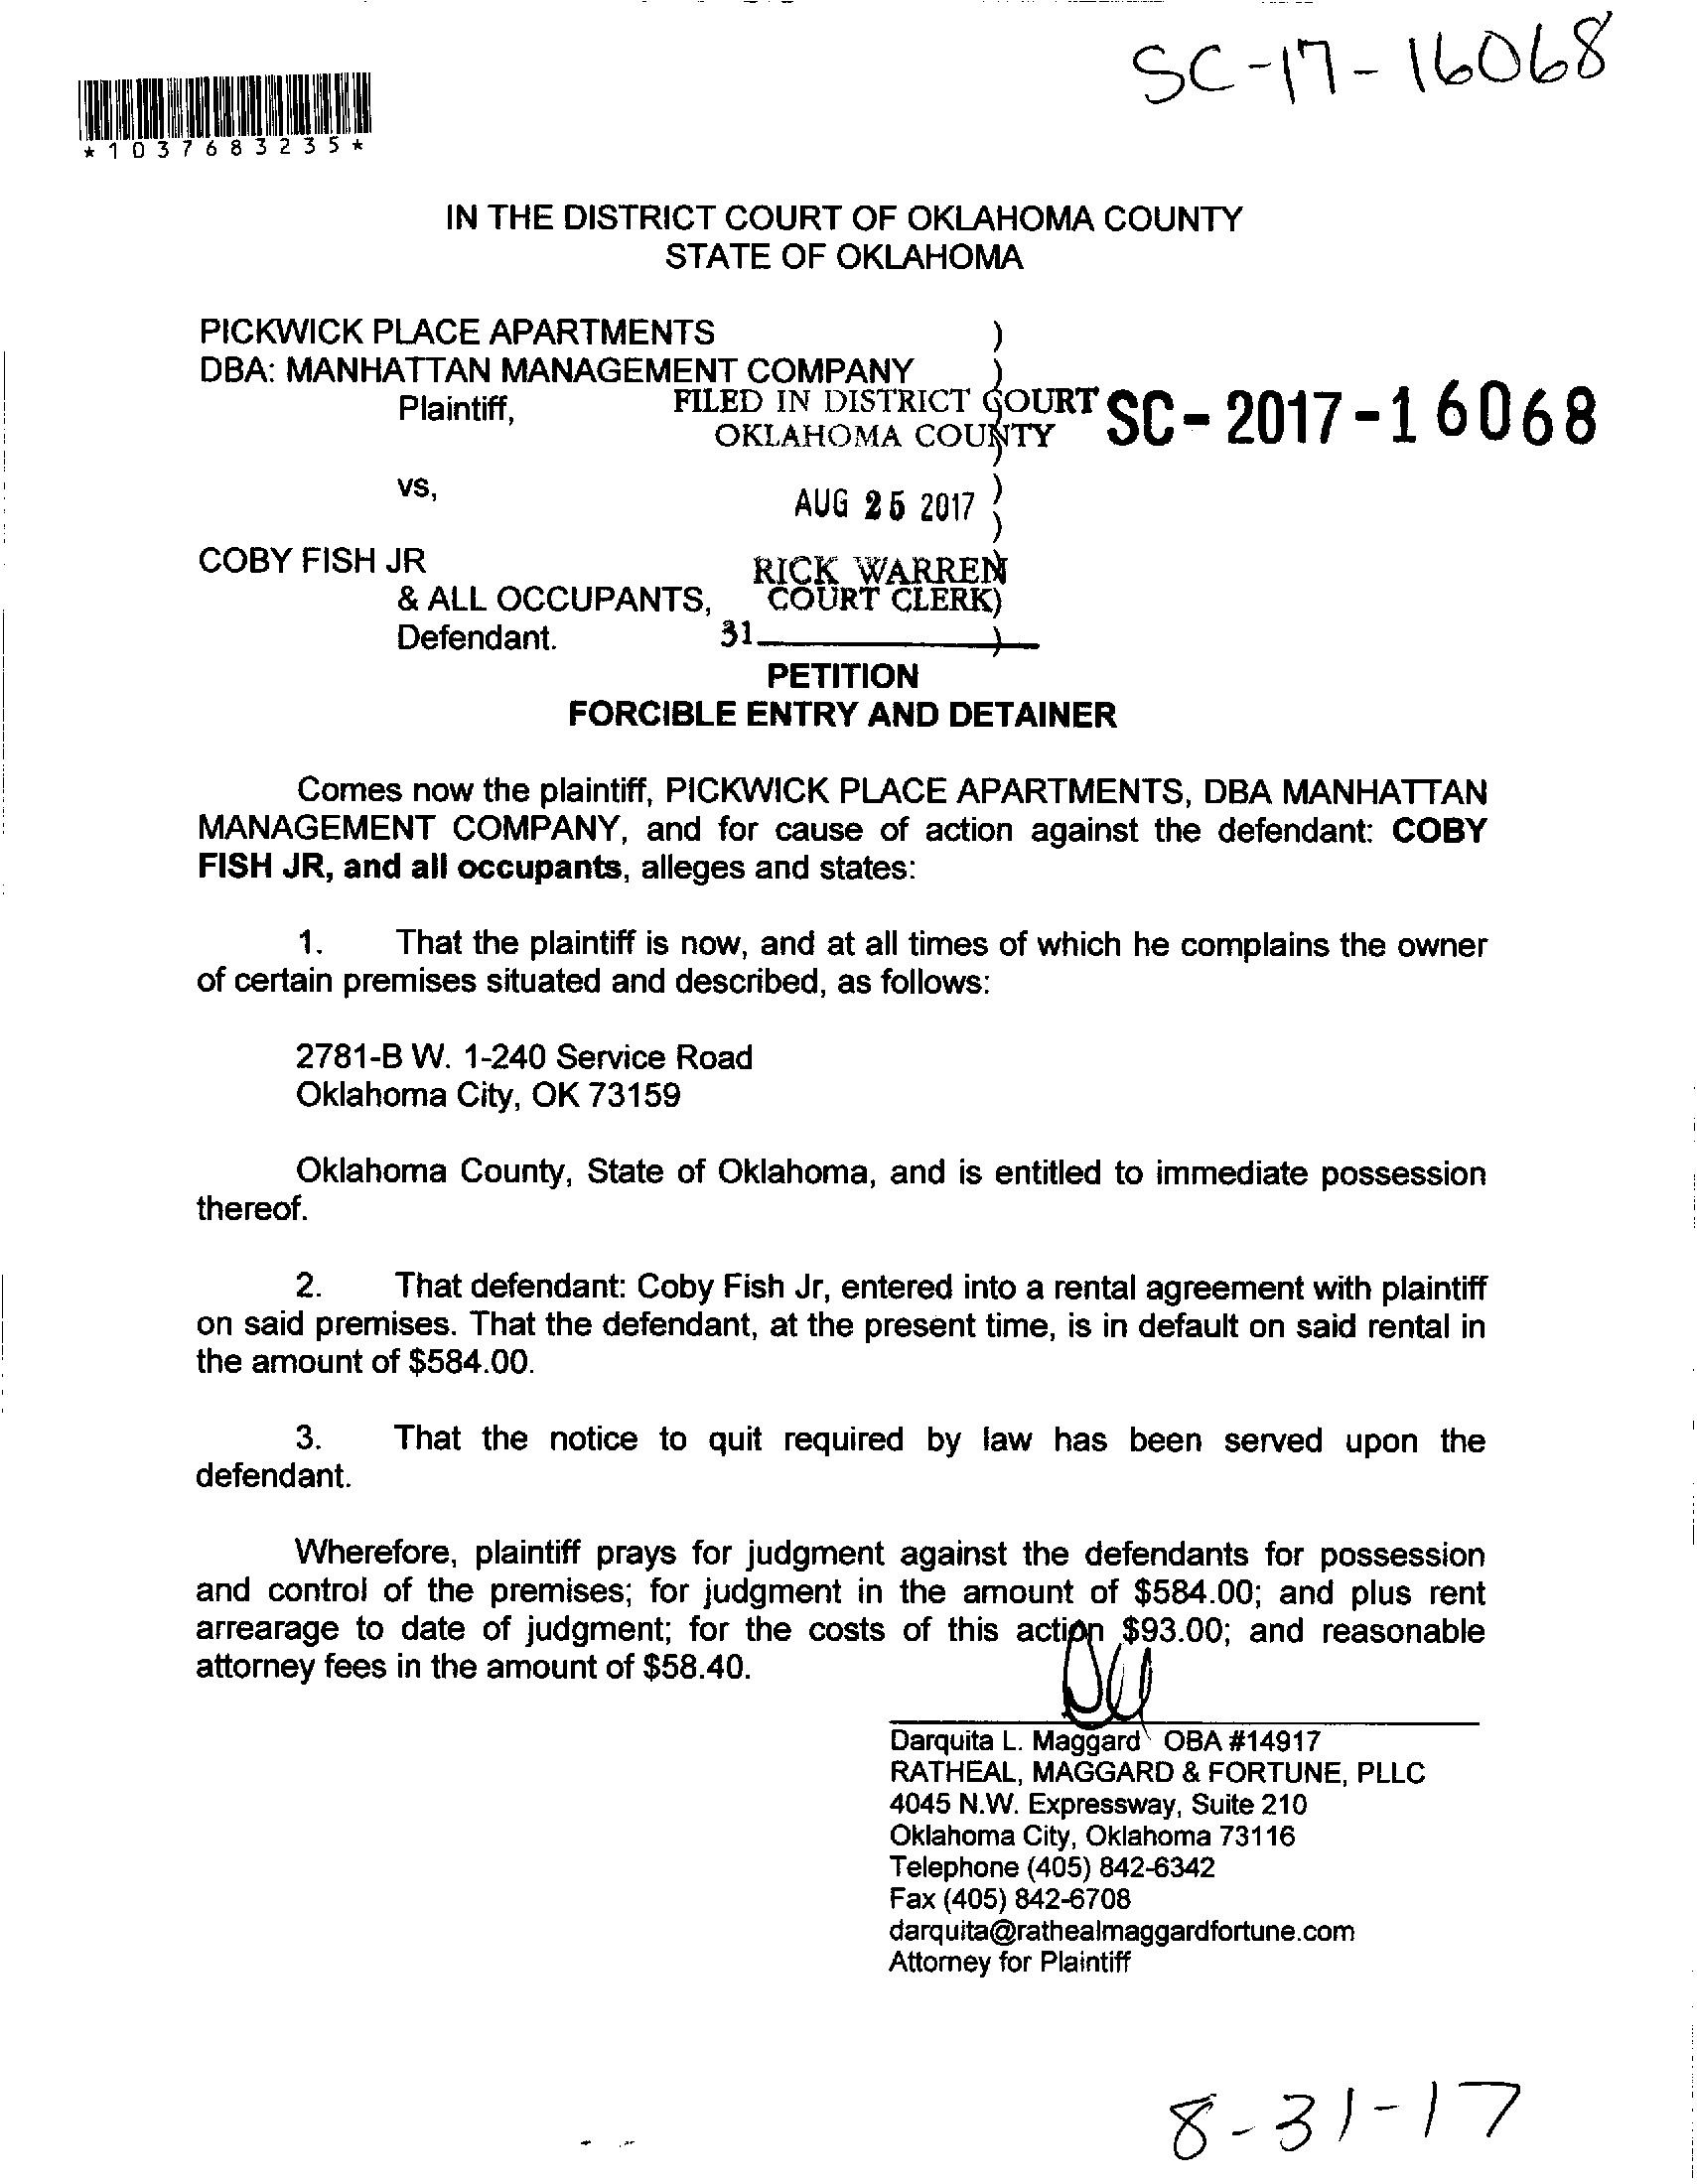 SC-17-16068
*1037683235*
IN THE DISTRICT COURT OF OKLAHOMA COUNTY
STATE OF OKLAHOMA
PICKWICK PLACE APARTMENTS )
DBA: MANHATTAN MANAGEMENT COMPANY )
Plaintiff, )
FILED IN DISTRICT COURT
OKLAHOMA COUNTY )
SC-2017-16068
vs, )
AUG 25 2017 )
COBY FISH JR )
RICK WARREN
& ALL OCCUPANTS, )
COURT CLERK
Defendant. )
31
PETITION
FORCIBLE ENTRY AND DETAINER
Comes now the plaintiff, PICKWICK PLACE APARTMENTS, DBA MANHATTAN
MANAGEMENT COMPANY, and for cause of action against the defendant: COBY
FISH JR, and all occupants, alleges and states:
1. That the plaintiff is now, and at all times of which he complains the owner
of certain premises situated and described, as follows:
2781-B W. 1-240 Service Road
Oklahoma City, OK 73159
Oklahoma County, State of Oklahoma, and is entitled to immediate possession
thereof.
2. That defendant: Coby Fish Jr, entered into a rental agreement with plaintiff
on said premises. That the defendant, at the present time, is in default on said rental in
the amount of $584.00.
3. That the notice to quit required by law has been served upon the
defendant.
Wherefore, plaintiff prays for judgment against the defendants for possession
and control of the premises; for judgment in the amount of $584.00; and plus rent
arrearage to date of judgment; for the costs of this action $93.00; and reasonable
attorney fees in the amount of $58.40.
Darquita L. Maggard OBA #14917
RATHEAL, MAGGARD & FORTUNE, PLLC
4045 N.W. Expressway, Suite 210
Oklahoma City, Oklahoma 73116
Telephone (405) 842-6342
Fax (405) 842-6708
darquita@rathealmaggardfortune.com
Attorney for Plaintiff
8-31-17